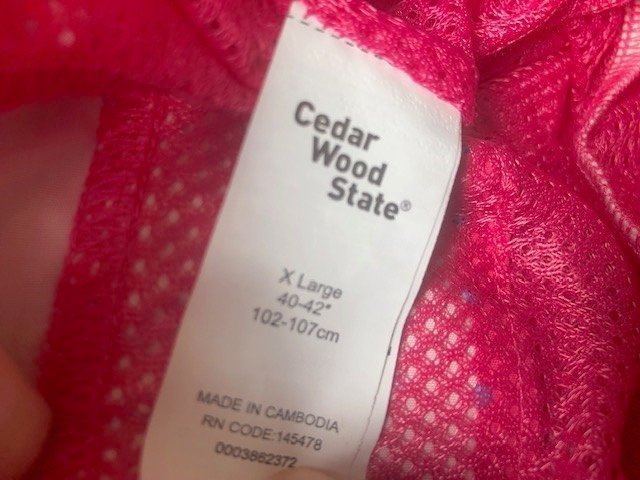 Cedar
Wood
State®
X Large
40-42"
102-107cm
MADE IN CAMBODIA
RN CODE:145478
0003862372